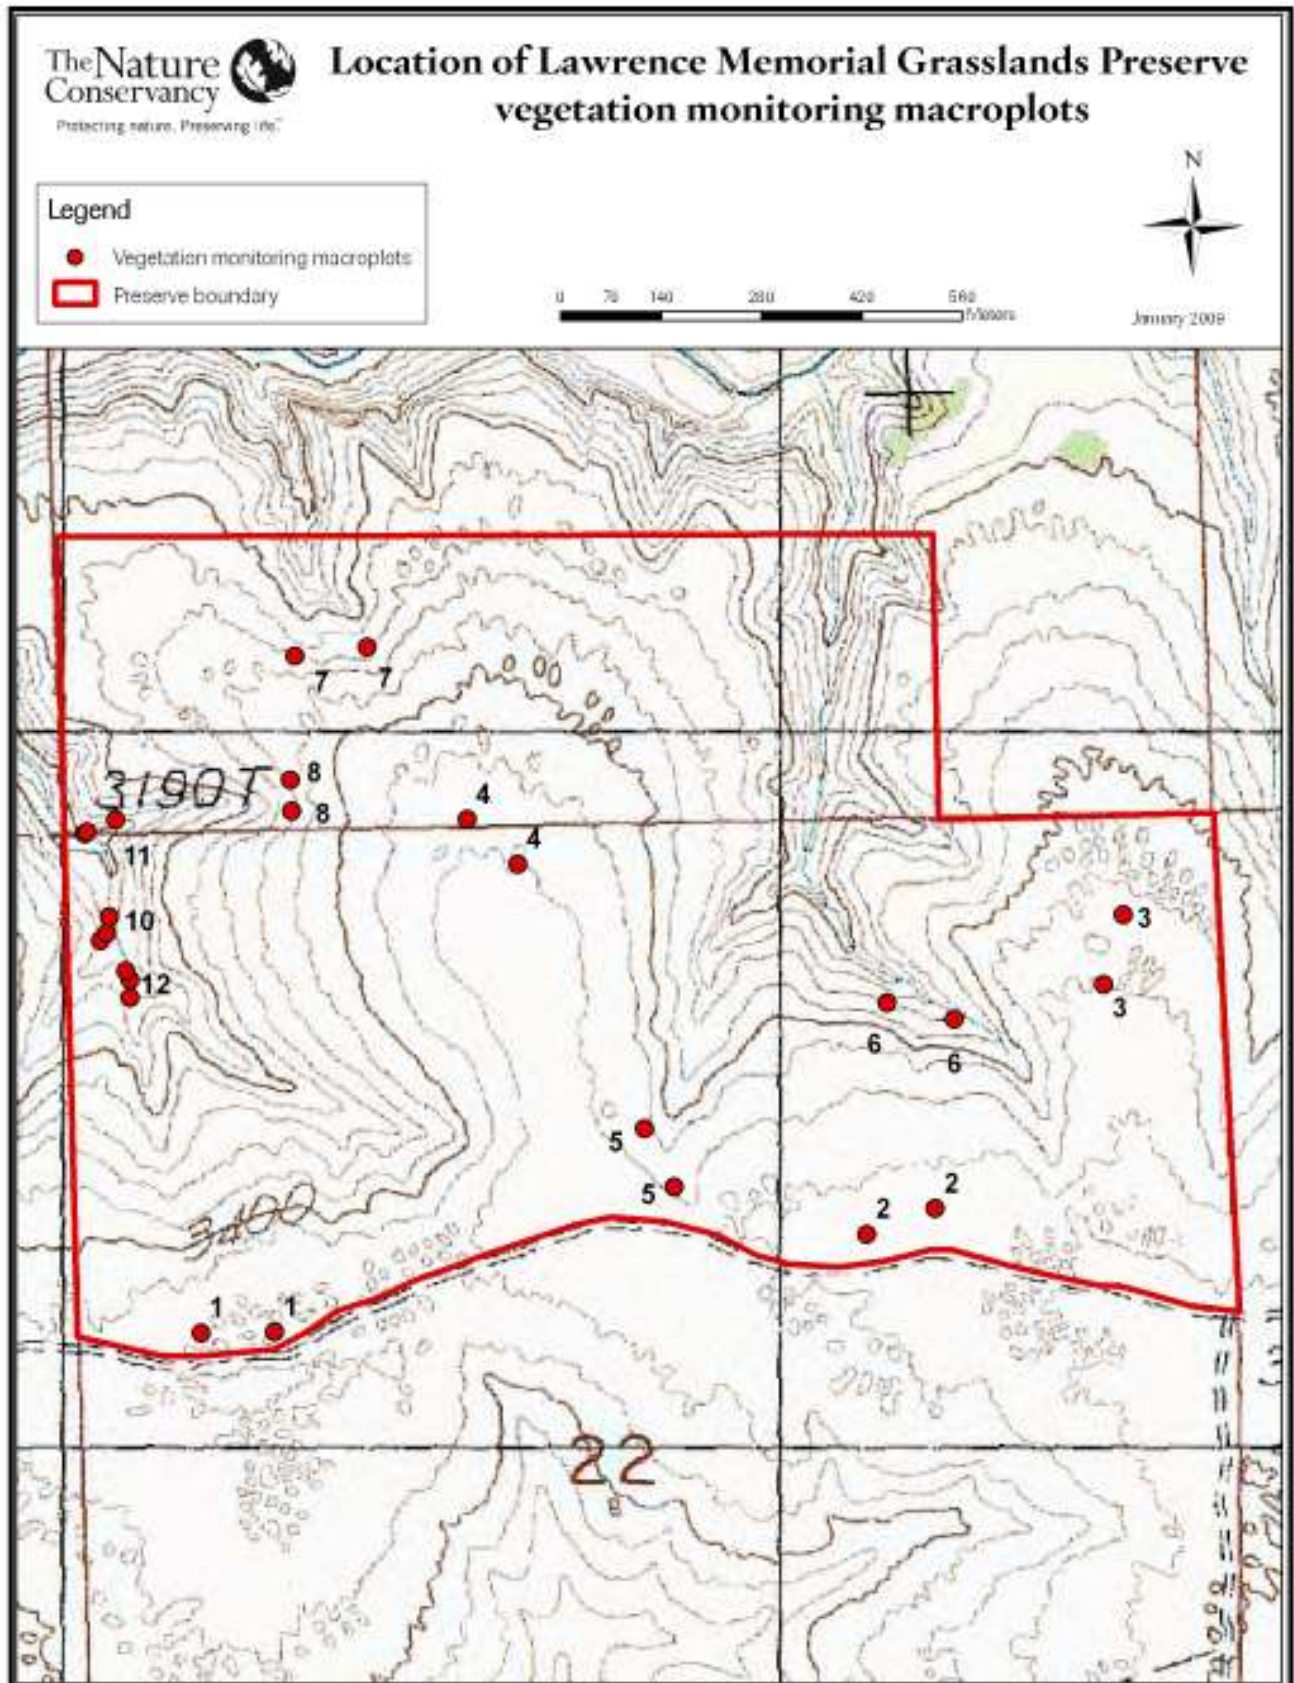 The Nature
Conservancy
Protecting nature. Preserving life.™
Location of Lawrence Memorial Grasslands Preserve
vegetation monitoring macroplots
N
Legend
Vegetation monitoring macroplots
Preserve boundary
0 70 140 280 420 560
Meters
January 2009
7 7
8
3190T
8
4
4
11
10
3
12
3
6
6
5
5
2
2
3400
1 1
22